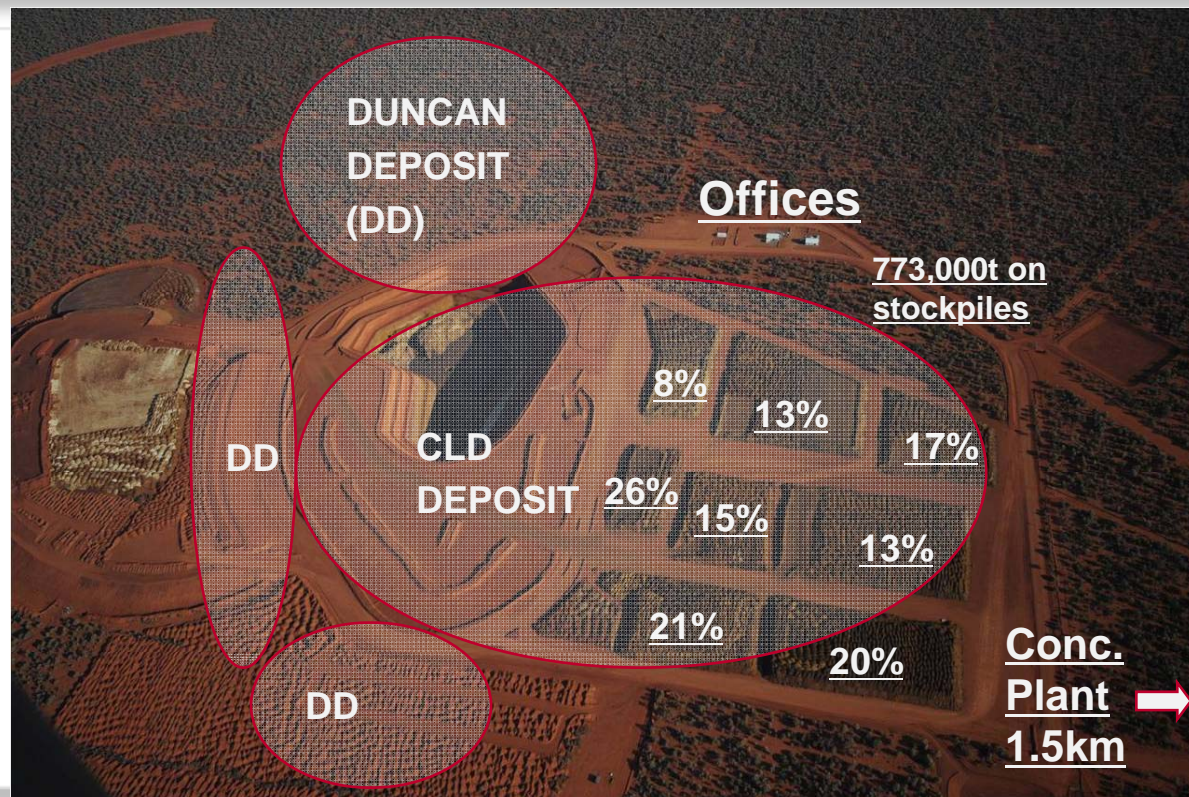 DUNCAN
DEPOSIT
(DD)
Offices
773,000t on
stockpiles
8%
13%
17%
DD
CLD
DEPOSIT
26%
15%
13%
21%
20%
DD
Conc.
Plant
1.5km